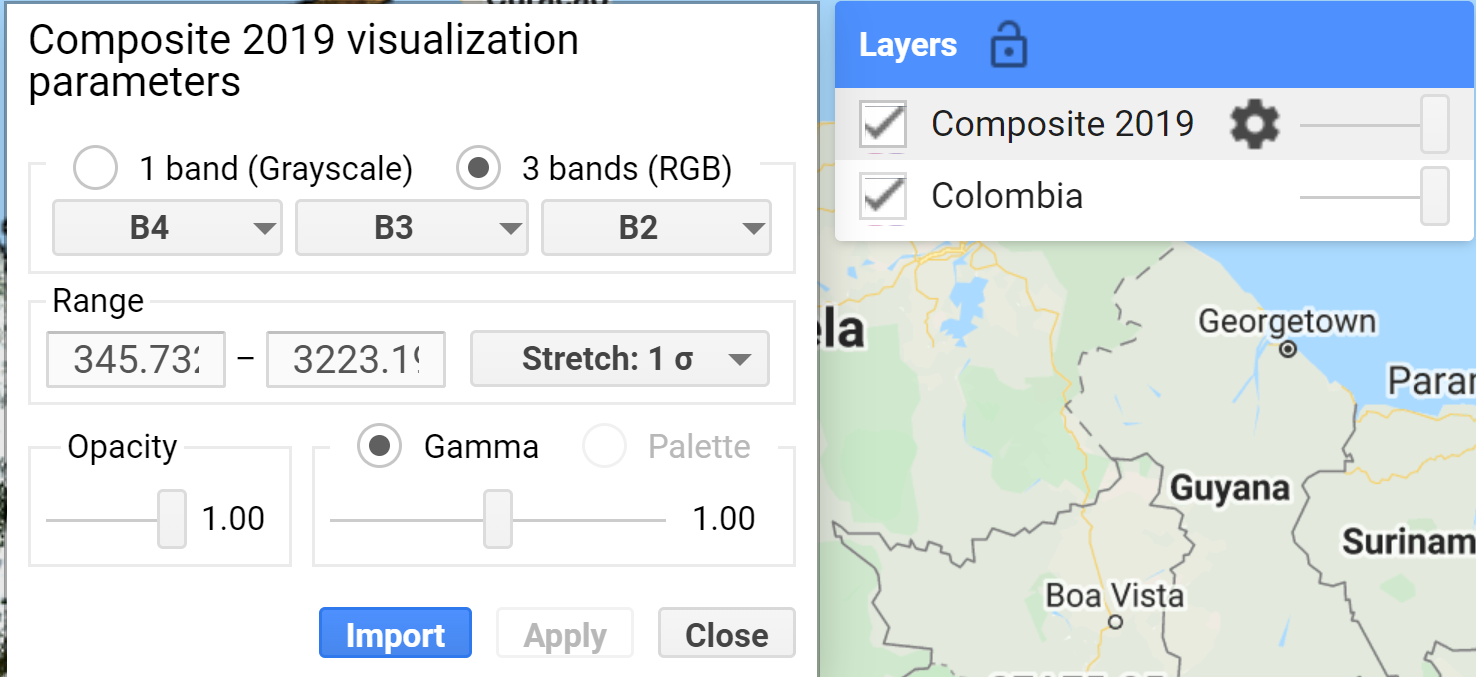 Composite 2019 visualization
parameters
1 band (Grayscale)
3 bands (RGB)
B4
B3
B2
Range
345.73
–
3223.1
Stretch: 1 σ
Opacity
1.00
Gamma
Palette
1.00
Import
Apply
Close
Layers
Composite 2019
Colombia
ela
Georgetown
Parar
Guyana
Surinam
Boa Vista